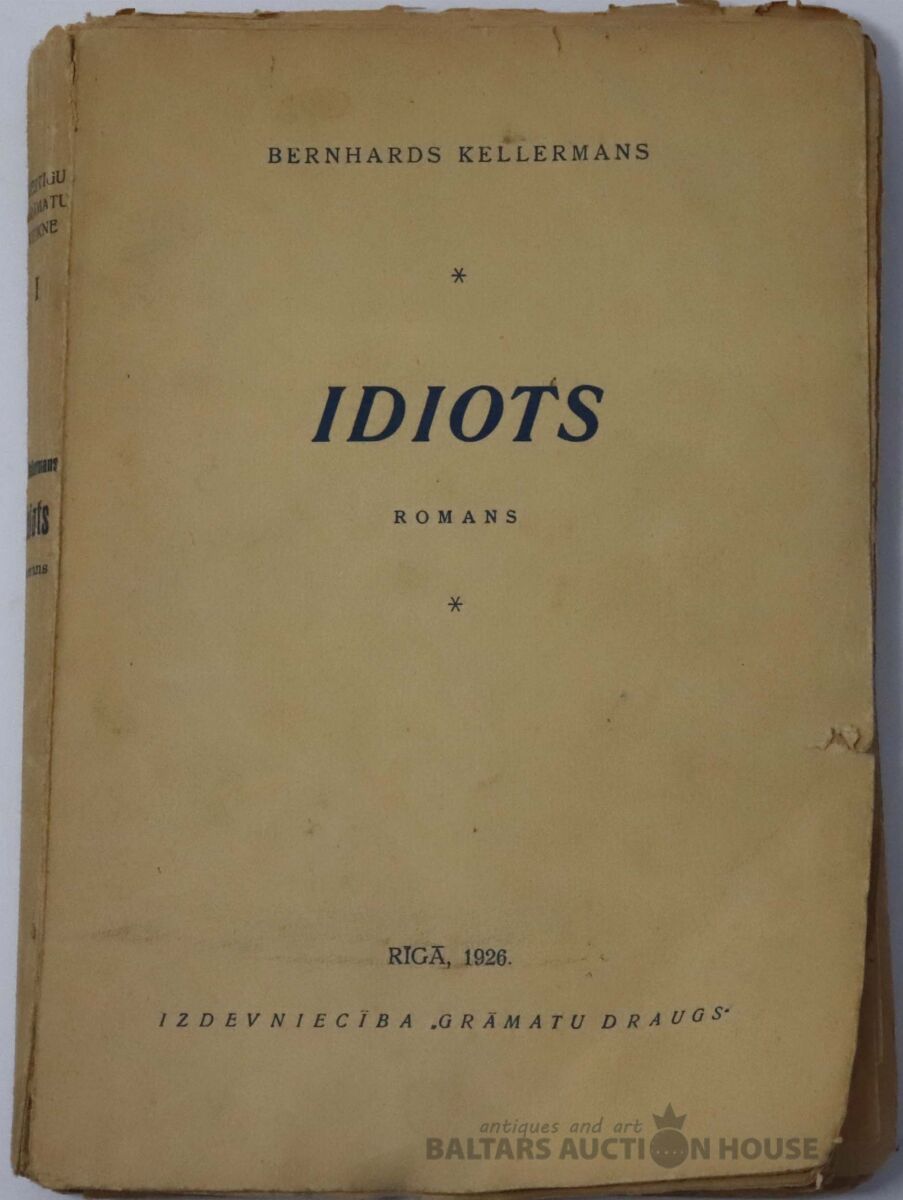 BERNHARDS KELLERMANS
*
IDIOTS
ROMANS
*
RĪGĀ, 1926.
IZDEVNIECĪBA „GRĀMATU DRAUGS“
I
antiques and art
BALTARS AUCTION HOUSE